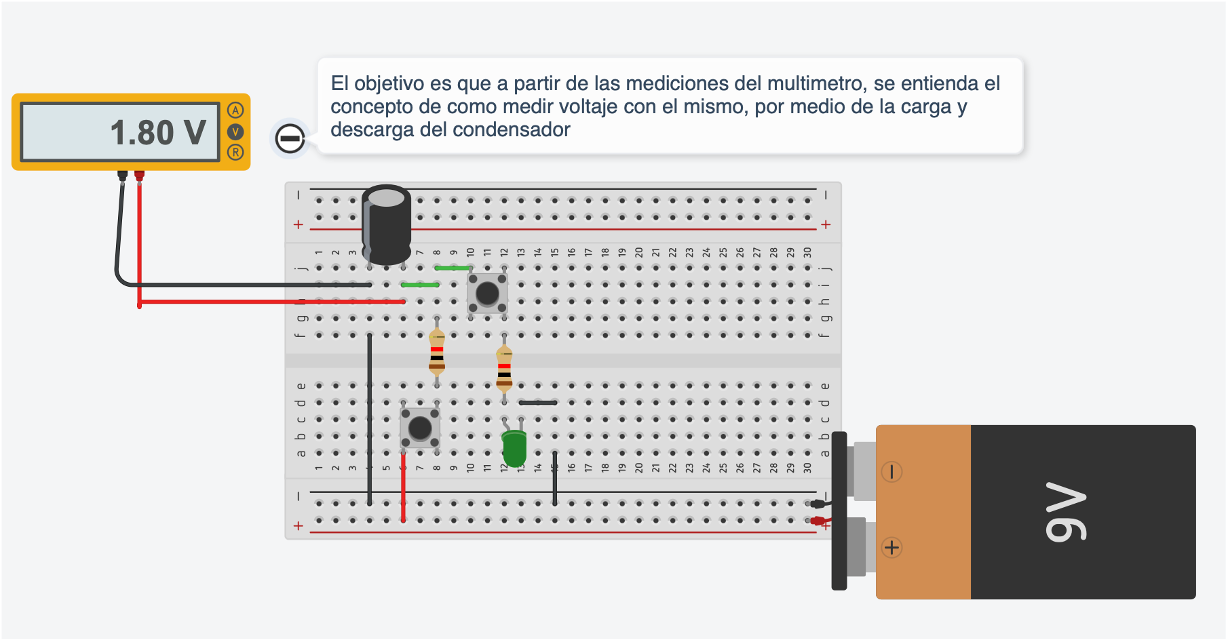 El objetivo es que a partir de las mediciones del multimetro, se entienda el
concepto de como medir voltaje con el mismo, por medio de la carga y
descarga del condensador
1.80 V
A
V
R
− −
+ +
1 2 3 7 8 9 10 11 12 13 14 15 16 17 18 19 20 21 22 23 24 25 26 27 28 29 30
j j
i i
h h
g g
f f
e e
d d
c c
b b
a a
1 2 3 4 5 6 7 8 9 10 11 12 13 14 15 16 17 18 19 20 21 22 23 24 25 26 27 28 29 30
− −
+ +
−
+
9V